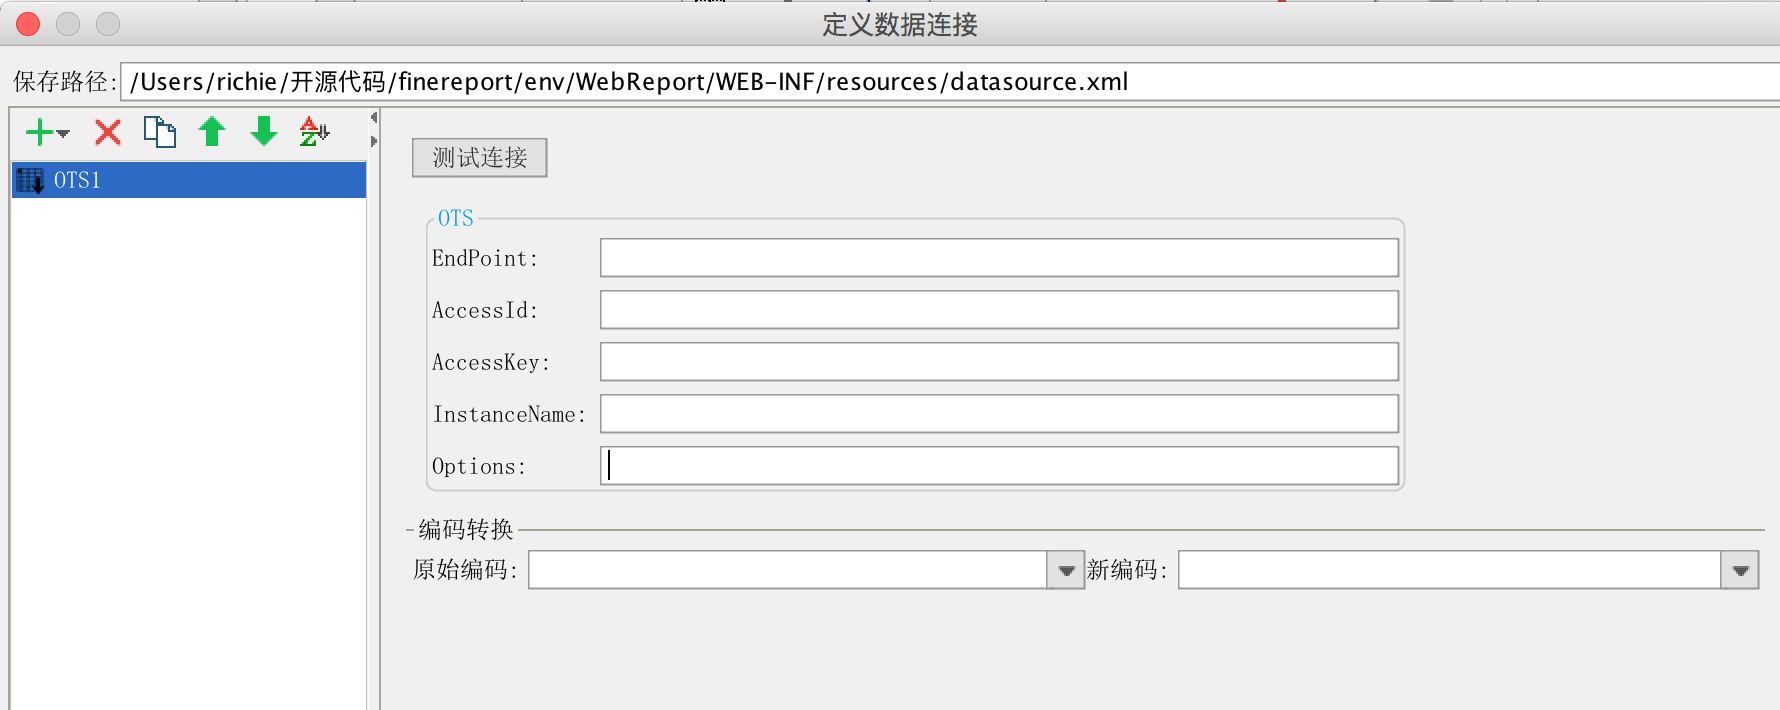 定义数据连接
保存路径: /Users/richie/开源代码/finereport/env/WebReport/WEB-INF/resources/datasource.xml
测试连接
OTS1
OTS
EndPoint:
AccessId:
AccessKey:
InstanceName:
Options:
编码转换
原始编码: 新编码: